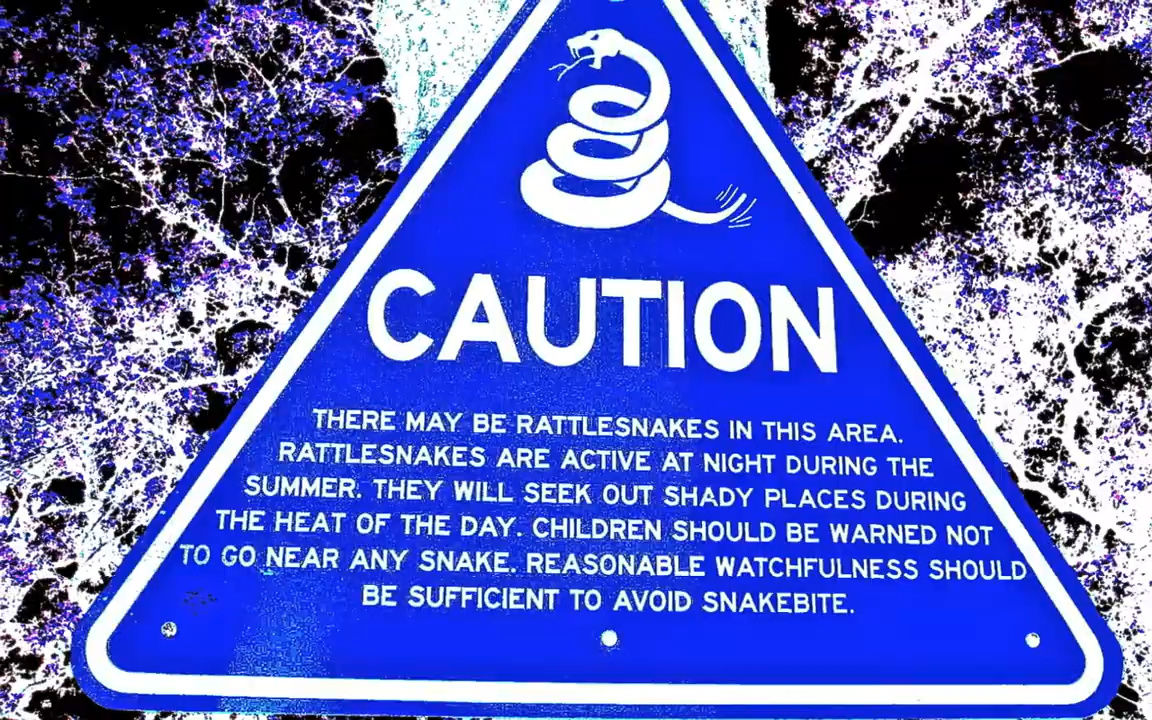 CAUTION
THERE MAY BE RATTLESNAKES IN THIS AREA.
RATTLESNAKES ARE ACTIVE AT NIGHT DURING THE
SUMMER. THEY WILL SEEK OUT SHADY PLACES DURING
THE HEAT OF THE DAY. CHILDREN SHOULD BE WARNED NOT
TO GO NEAR ANY SNAKE. REASONABLE WATCHFULNESS SHOULD
BE SUFFICIENT TO AVOID SNAKEBITE.